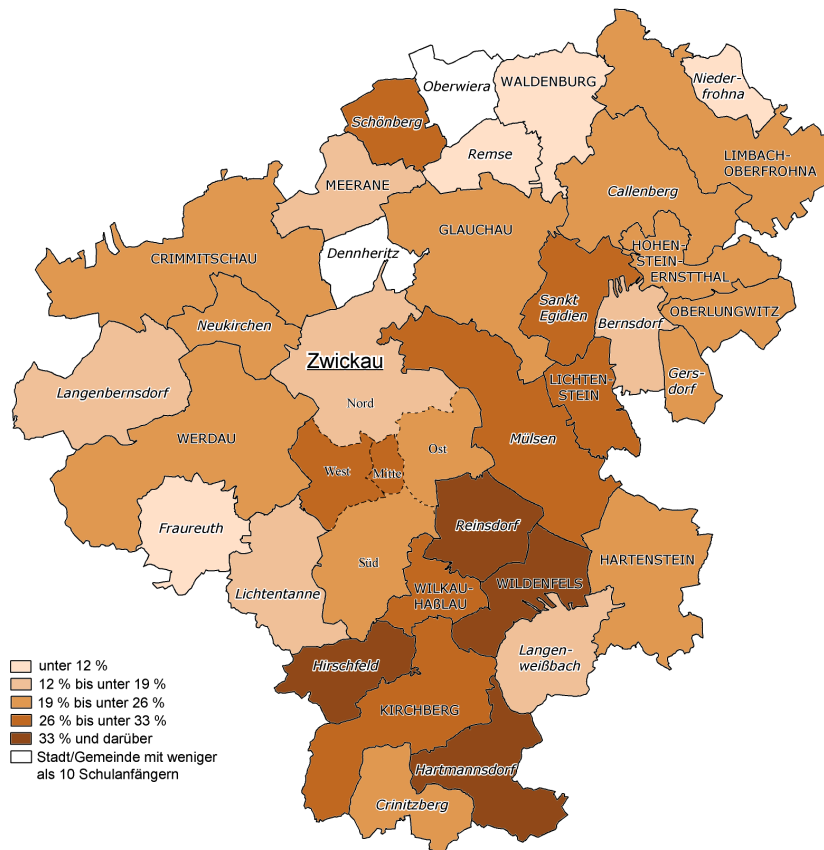 Oberwiera
WALDENBURG
Nieder-
frohna
Schönberg
Remse
LIMBACH-
OBERFROHNA
MEERANE
Callenberg
GLAUCHAU
CRIMMITSCHAU
Dennheritz
HOHEN-
STEIN-
ERNSTTHAL
Sankt
Egidien
Neukirchen
Bernsdorf
OBERLUNGWITZ
Zwickau
Langenbernsdorf
Gers-
dorf
LICHTEN-
STEIN
Nord
WERDAU
Mülsen
Ost
West
Mitte
Fraureuth
Reinsdorf
Süd
HARTENSTEIN
WILKAU-
HAßLAU
WILDENFELS
Lichtentanne
Langen-
weißbach
Hirschfeld
KIRCHBERG
Hartmannsdorf
Crinitzberg
unter 12 %
12 % bis unter 19 %
19 % bis unter 26 %
26 % bis unter 33 %
33 % und darüber
Stadt/Gemeinde mit weniger
als 10 Schulanfängern